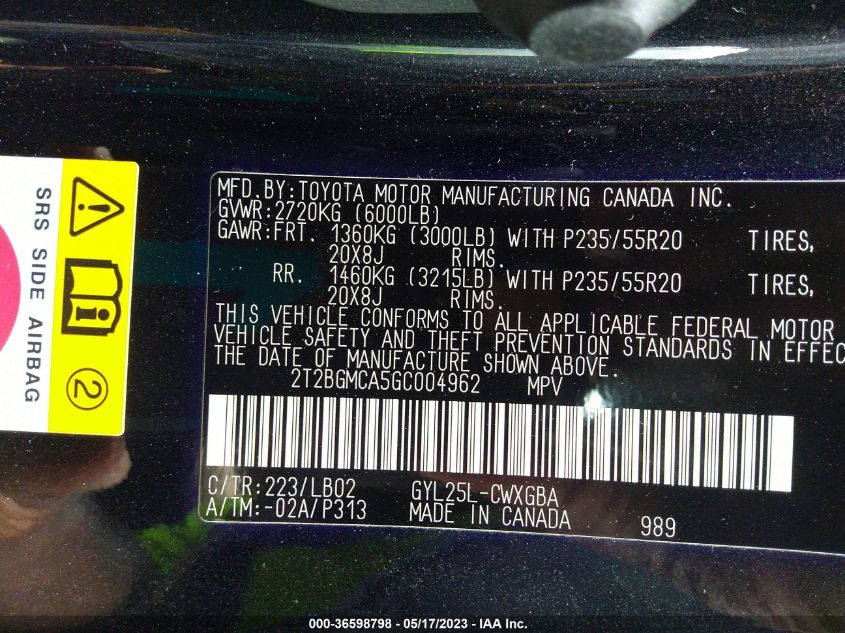 MFD.BY:TOYOTA MOTOR MANUFACTURING CANADA INC.
GVWR:2720KG (6000LB)
GAWR:FRT. 1360KG (3000LB) WITH P235/55R20 TIRES,
20X8J RIMS.
RR. 1460KG (3215LB) WITH P235/55R20 TIRES,
20X8J RIMS.
THIS VEHICLE CONFORMS TO ALL APPLICABLE FEDERAL MOTOR
VEHICLE SAFETY AND THEFT PREVENTION STANDARDS IN EFFEC
THE DATE OF MANUFACTURE SHOWN ABOVE.
2T2BGMCA5GC004962 MPV
C/TR:223/LB02 GYL25L-CWXGBA
A/TM:-02A/P313 MADE IN CANADA 989
SRS SIDE AIRBAG
2
000-36598798 - 05/17/2023 - IAA Inc.